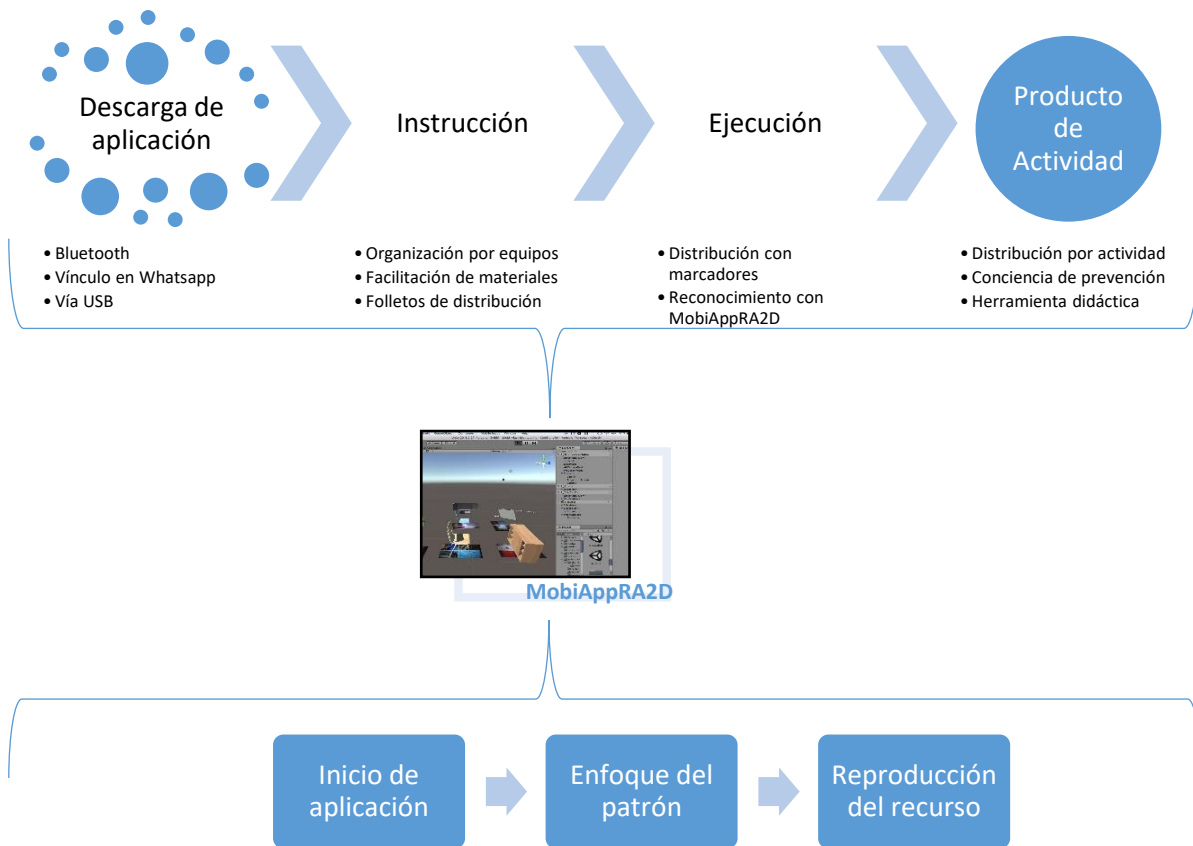 Descarga de
aplicación
Instrucción
Ejecución
Producto
de
Actividad
• Bluetooth
• Vínculo en Whatsapp
• Vía USB
• Organización por equipos
• Facilitación de materiales
• Folletos de distribución
• Distribución con
marcadores
• Reconocimiento con
MobiAppRA2D
• Distribución por actividad
• Conciencia de prevención
• Herramienta didáctica
MobiAppRA2D
Inicio de
aplicación
Enfoque del
patrón
Reproducción
del recurso